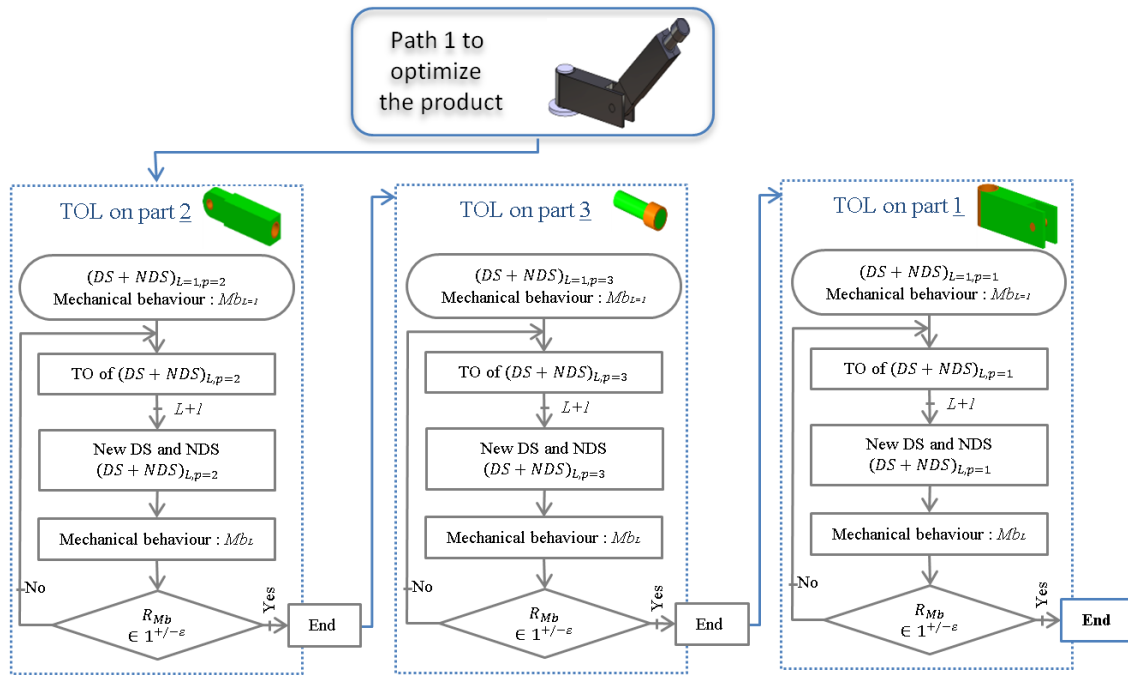 Path 1 to
optimize
the product
TOL on part 2
(DS + NDS)L=1,p=2
Mechanical behaviour : MbL=1
TO of (DS + NDS)L,p=2
L+1
New DS and NDS
(DS + NDS)L,p=2
Mechanical behaviour : MbL
No
RMb
∈ 1+/−ε
Yes
End
TOL on part 3
(DS + NDS)L=1,p=3
Mechanical behaviour : MbL=1
TO of (DS + NDS)L,p=3
L+1
New DS and NDS
(DS + NDS)L,p=3
Mechanical behaviour : MbL
No
RMb
∈ 1+/−ε
Yes
End
TOL on part 1
(DS + NDS)L=1,p=1
Mechanical behaviour : MbL=1
TO of (DS + NDS)L,p=1
L+1
New DS and NDS
(DS + NDS)L,p=1
Mechanical behaviour : MbL
No
RMb
∈ 1+/−ε
Yes
End